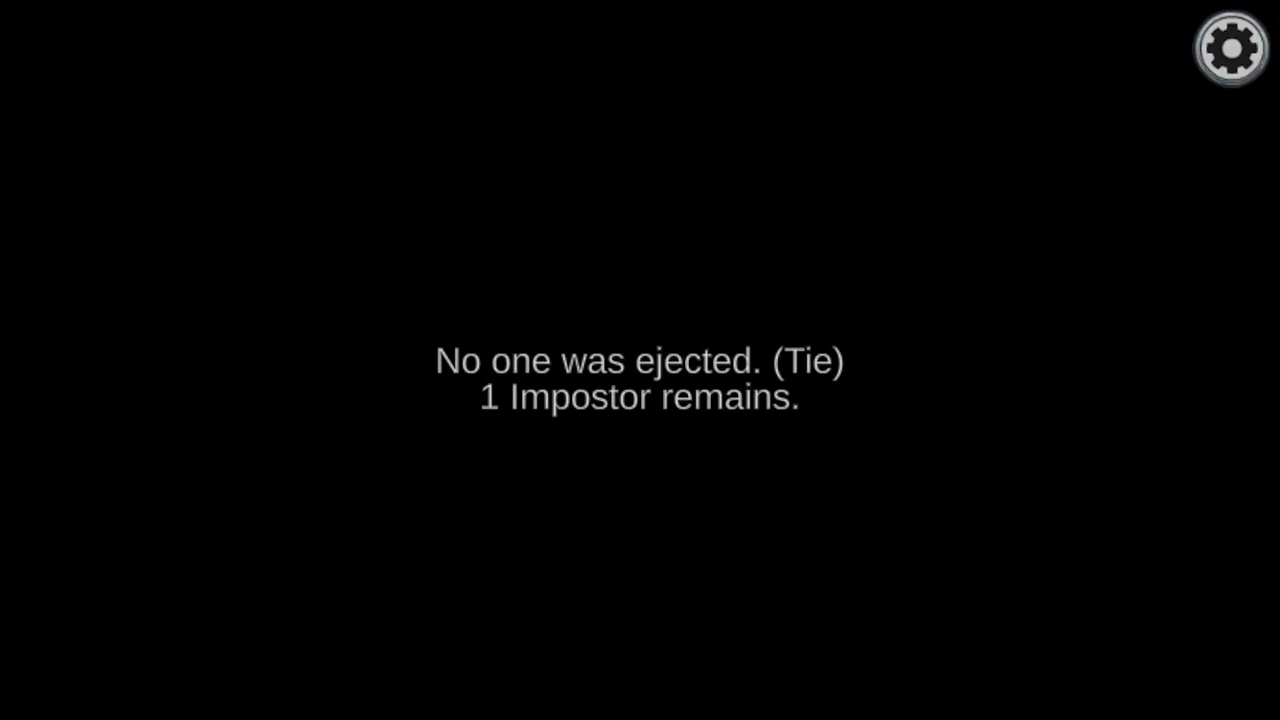 No one was ejected. (Tie)
1 Impostor remains.